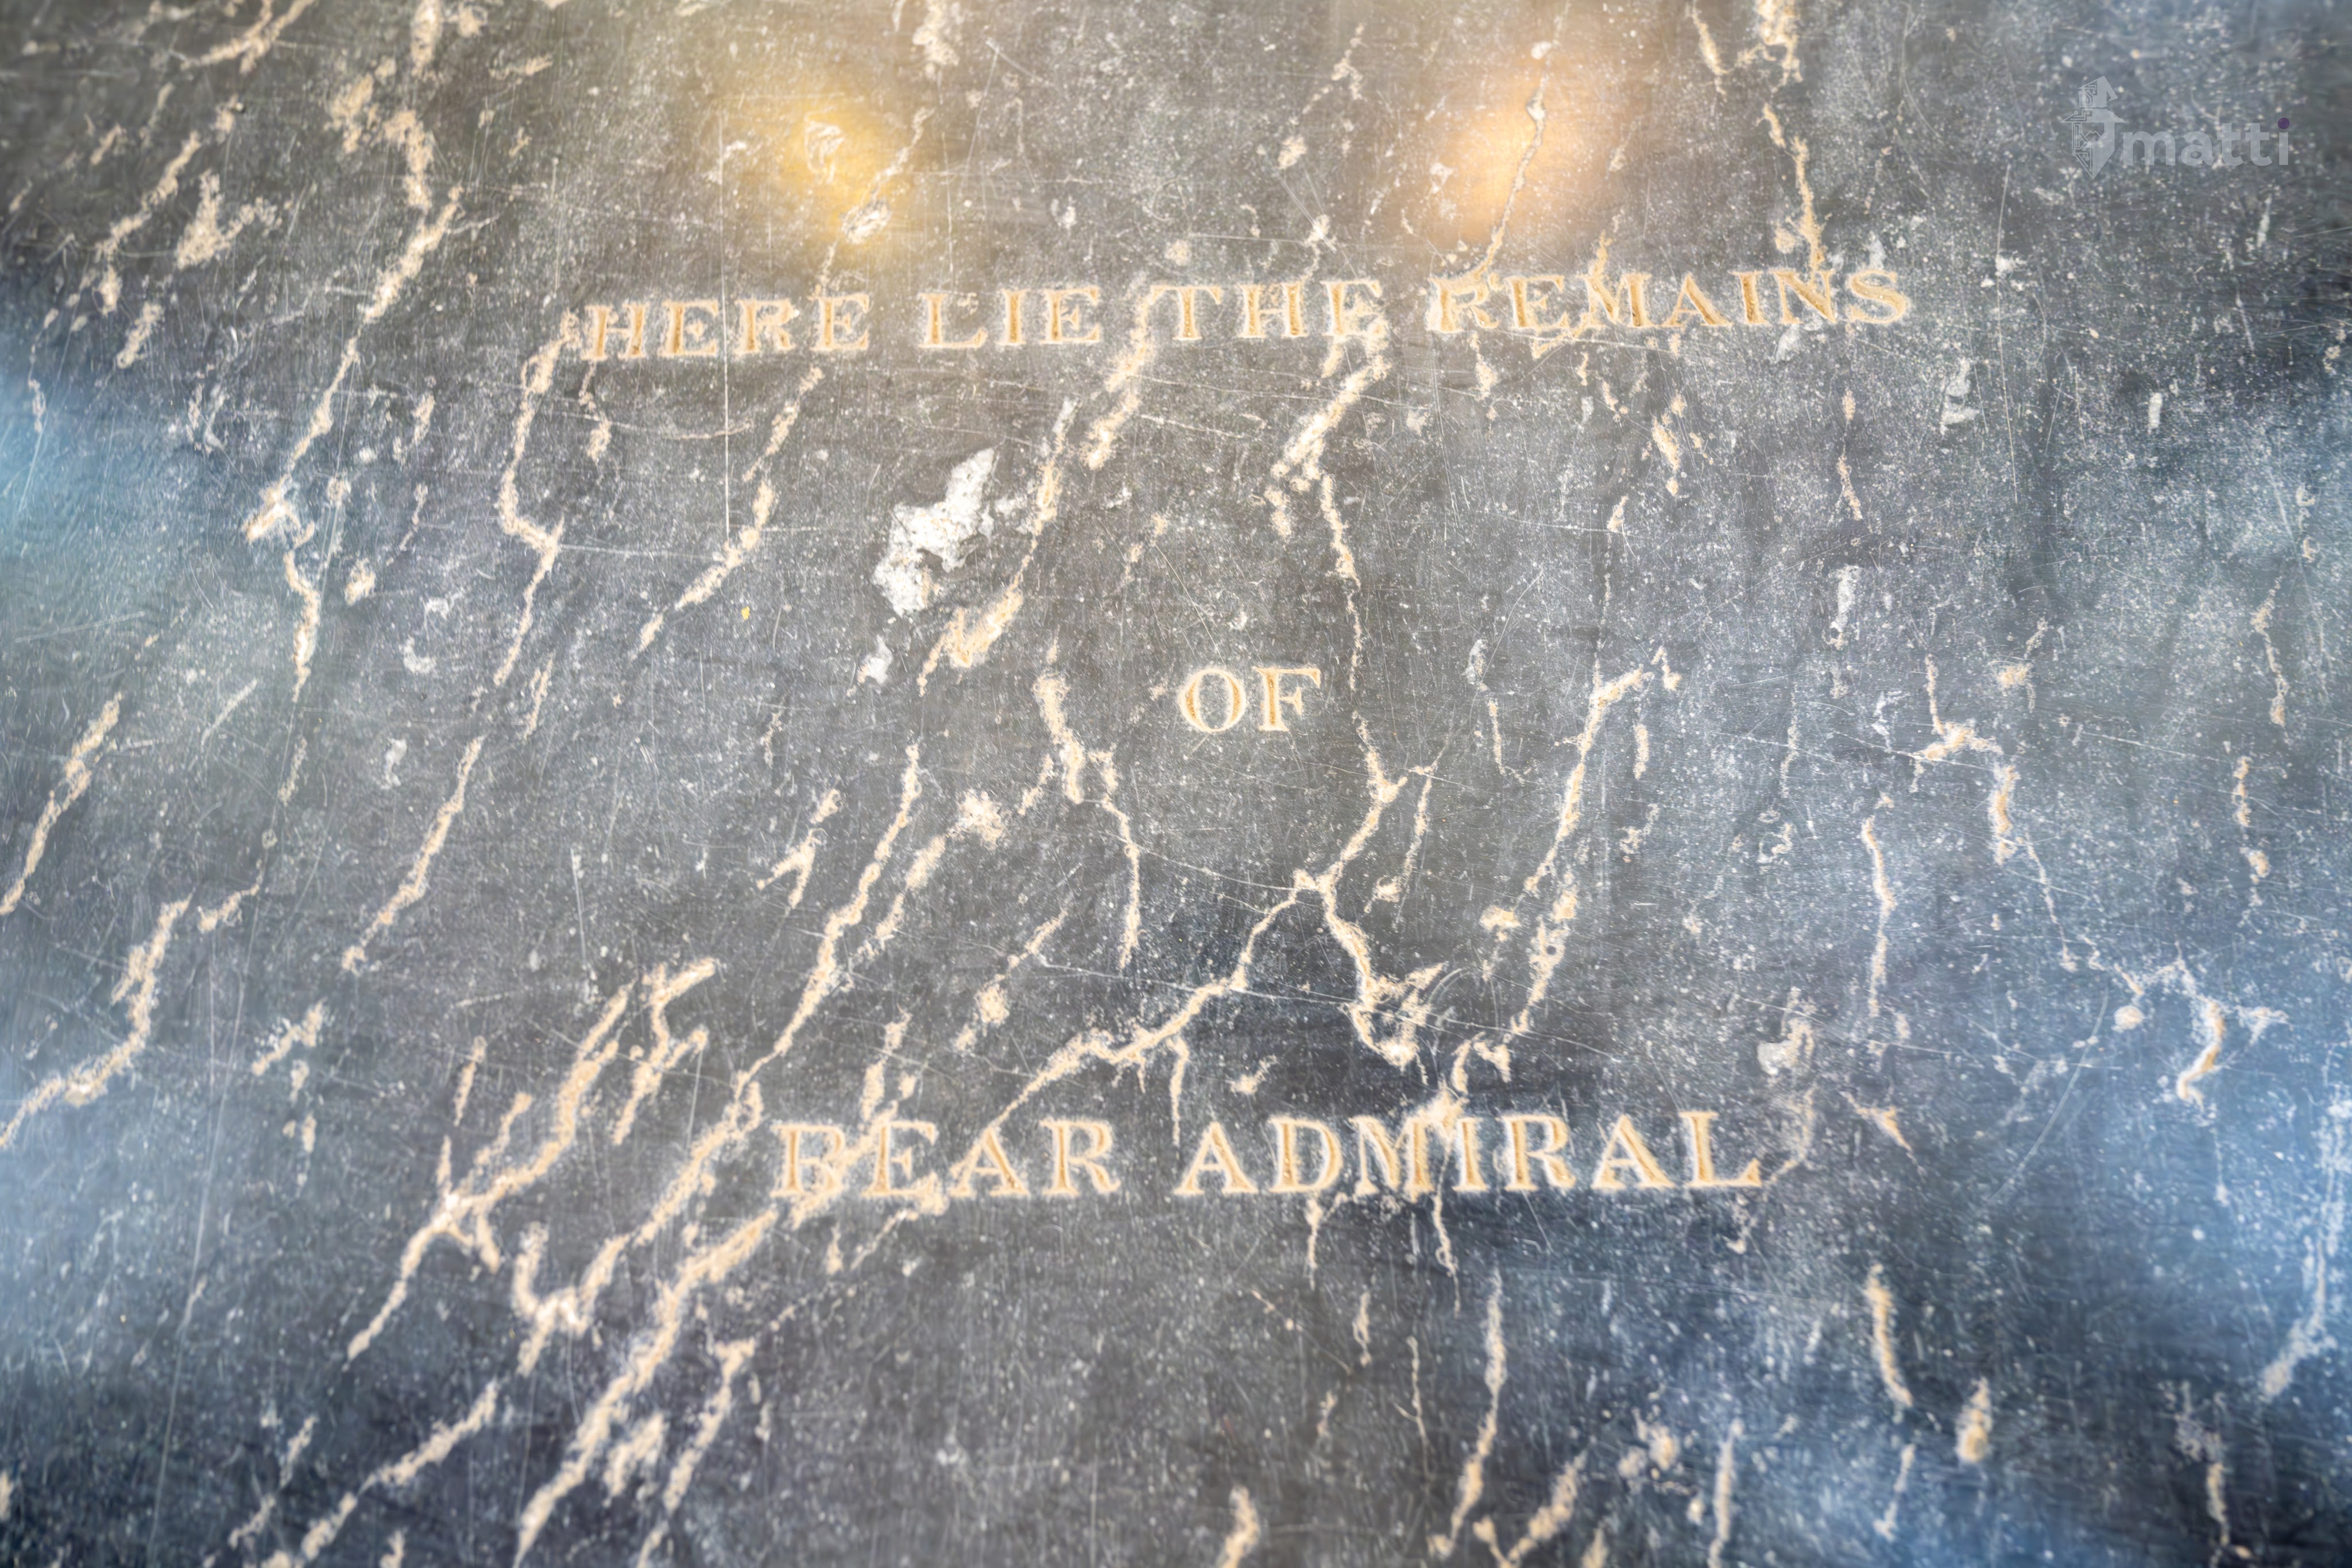 matti
HERE LIE THE REMAINS
OF
REAR ADMIRAL